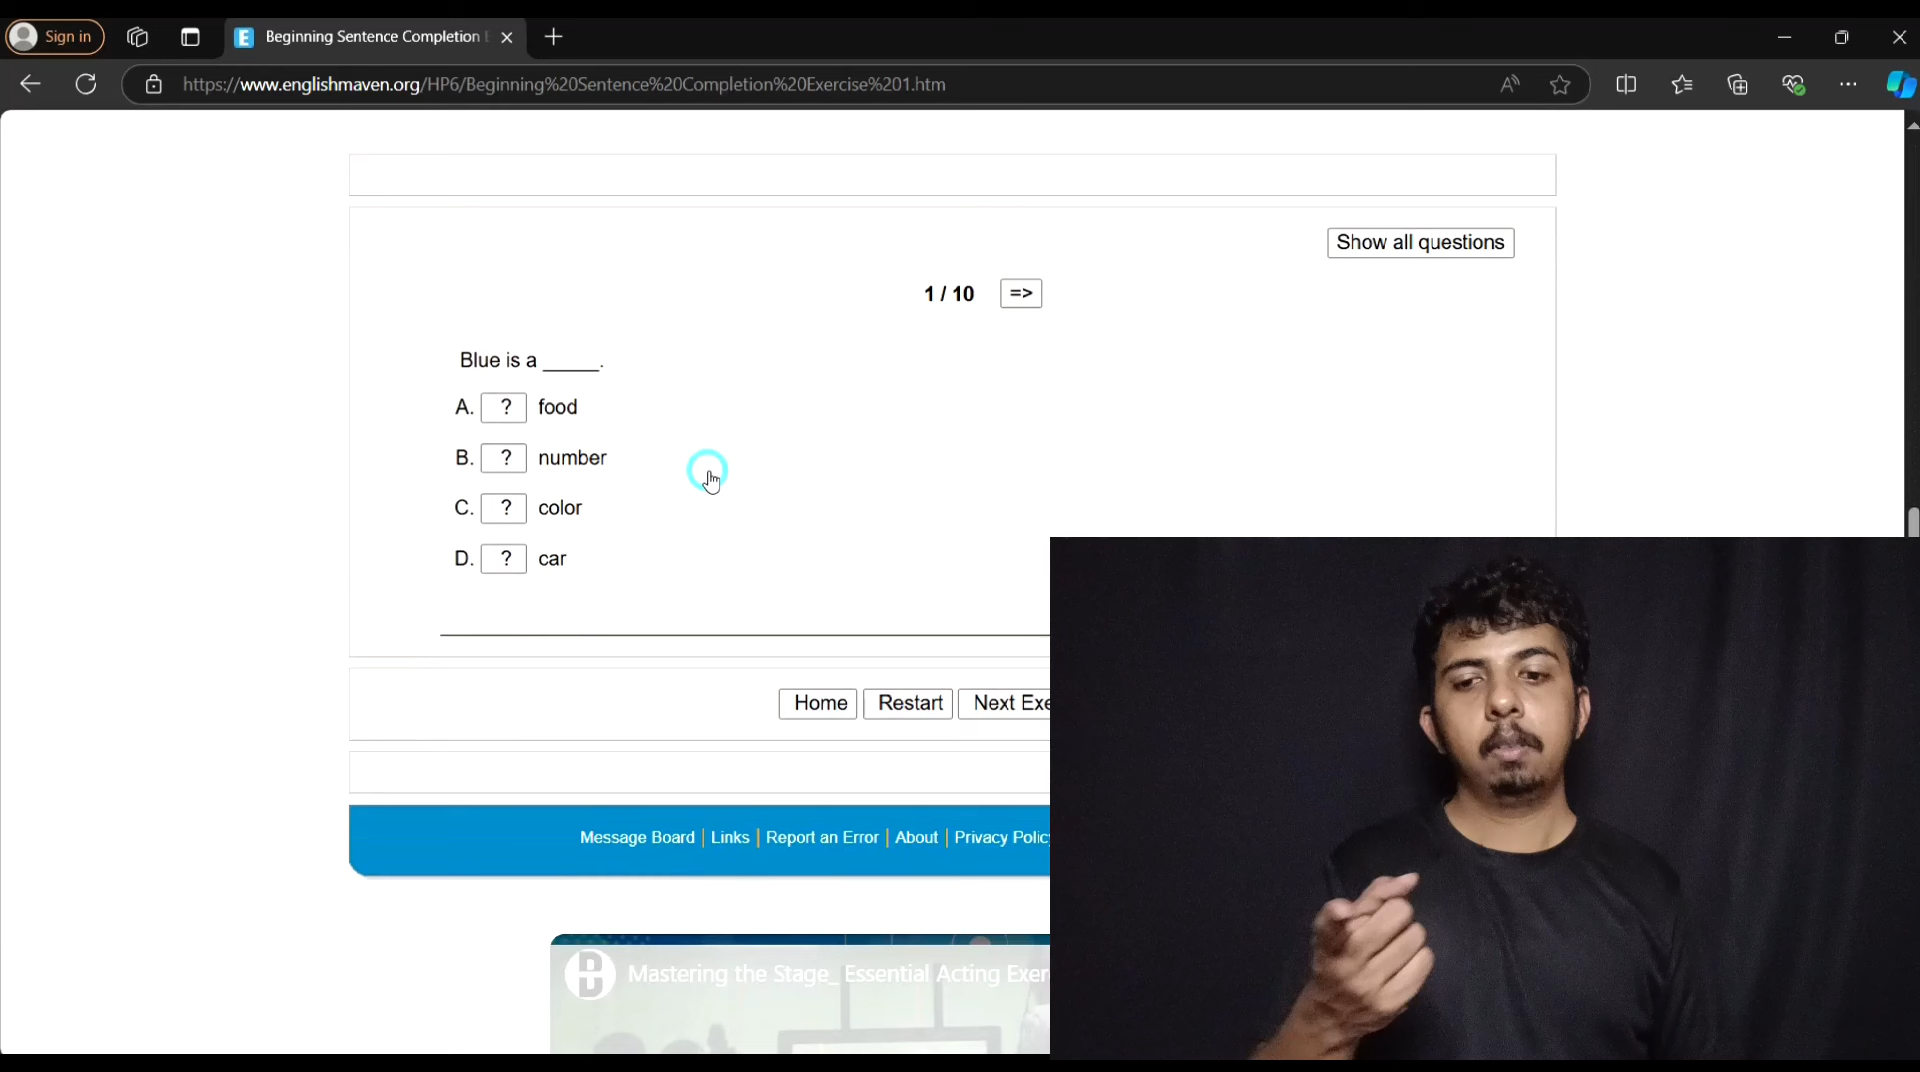 Sign in
Beginning Sentence Completion
https://www.englishmaven.org/HP6/Beginning%20Sentence%20Completion%20Exercise%201.htm
Show all questions
1 / 10 =>
Blue is a _____.
A. ? food
B. ? number
C. ? color
D. ? car
Home Restart Next Exe
Message Board | Links | Report an Error | About | Privacy Policy
Mastering the Stage_ Essential Acting Exer